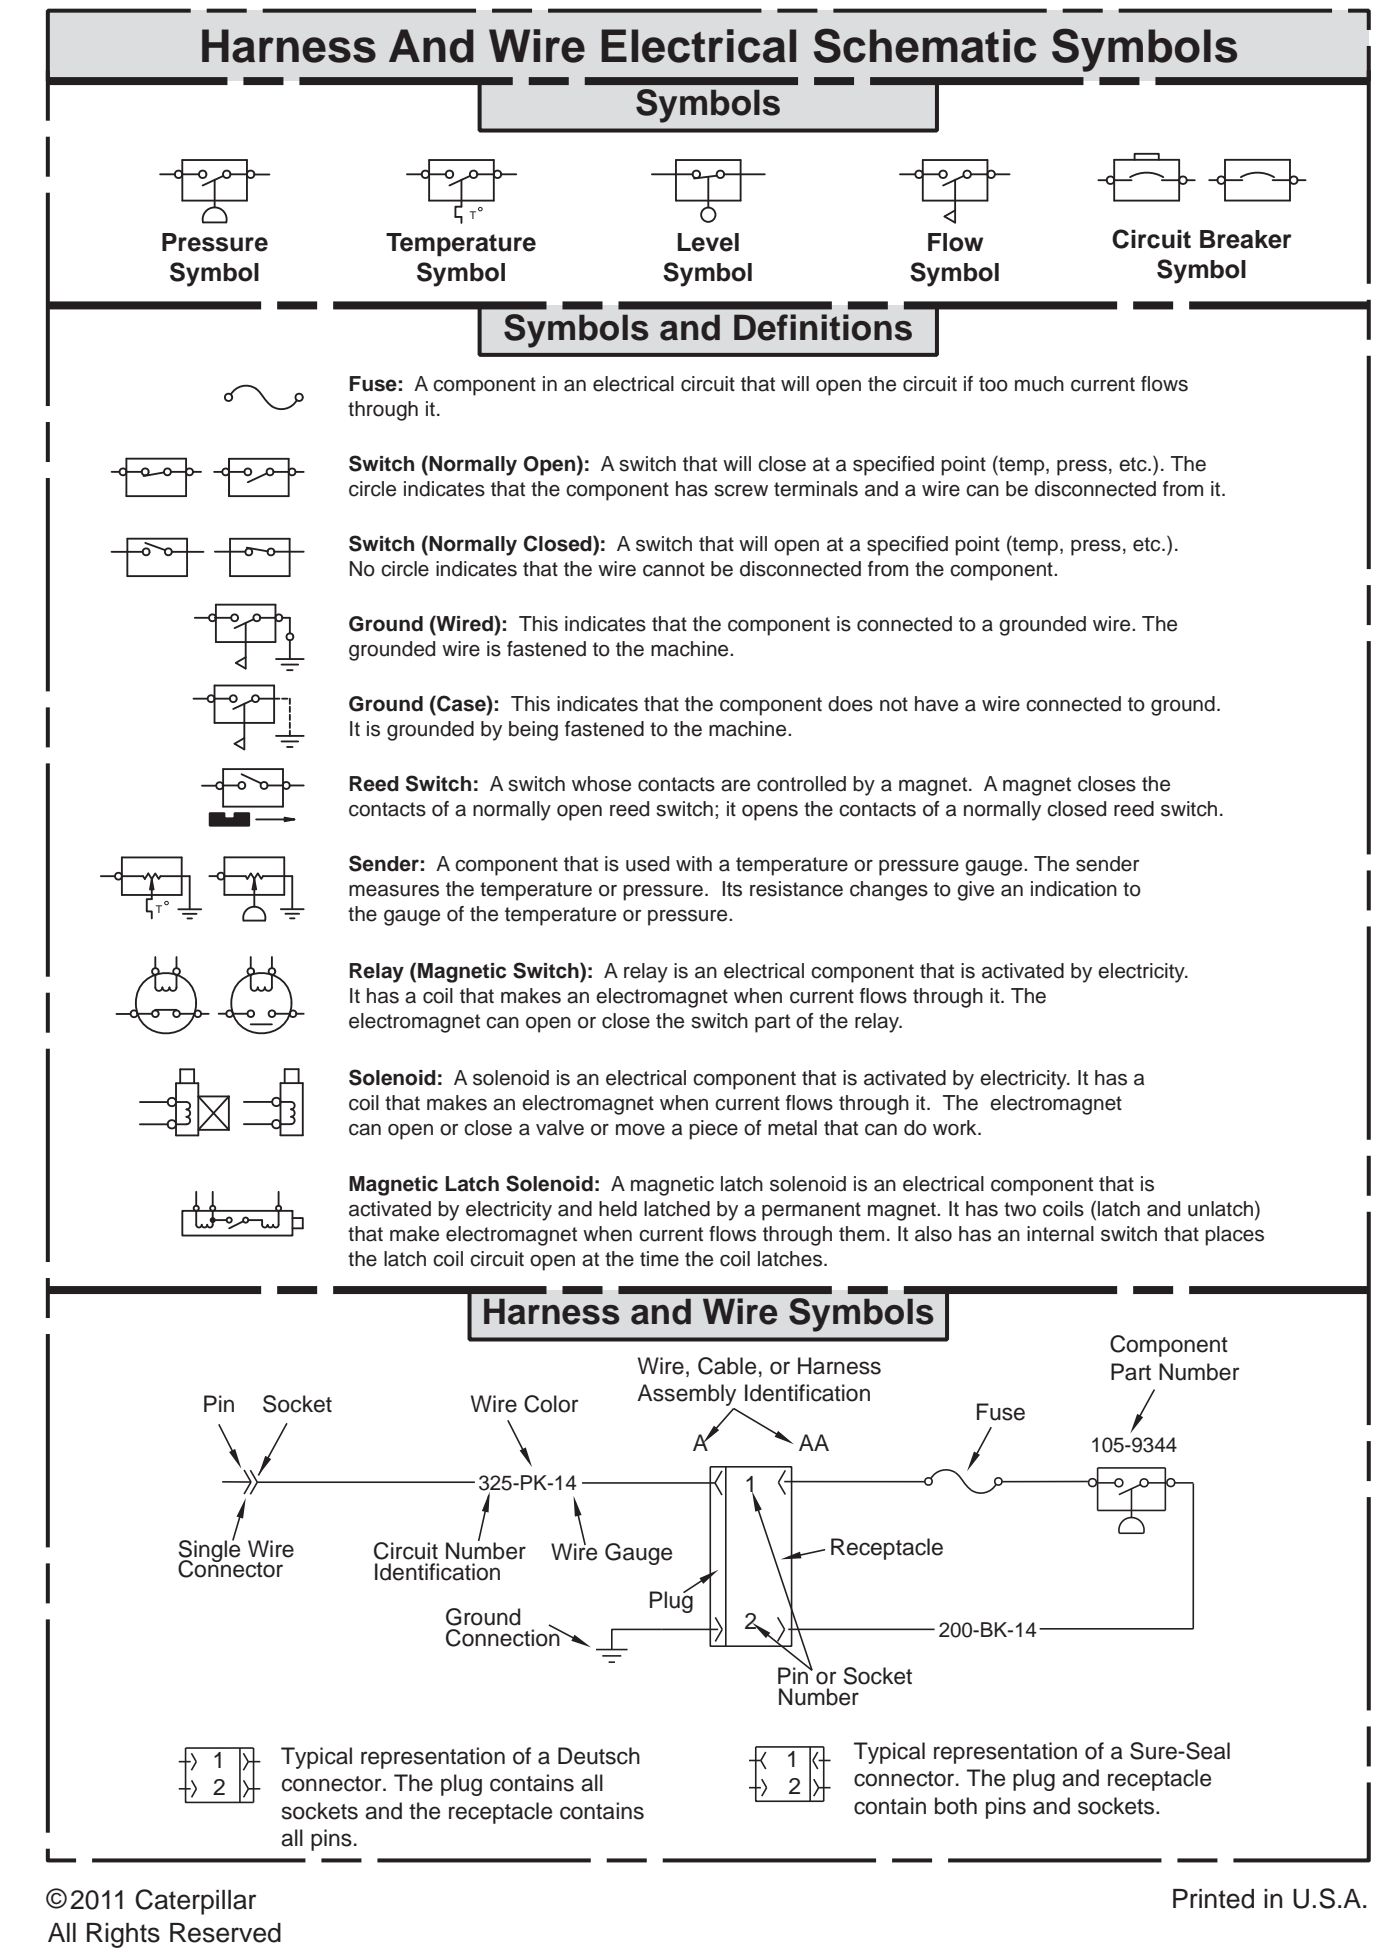 Harness And Wire Electrical Schematic Symbols
Symbols
T°
Pressure
Symbol
Temperature
Symbol
Level
Symbol
Flow
Symbol
Circuit Breaker
Symbol
Symbols and Definitions
Fuse: A component in an electrical circuit that will open the circuit if too much current flows
through it.
Switch (Normally Open): A switch that will close at a specified point (temp, press, etc.). The
circle indicates that the component has screw terminals and a wire can be disconnected from it.
Switch (Normally Closed): A switch that will open at a specified point (temp, press, etc.).
No circle indicates that the wire cannot be disconnected from the component.
Ground (Wired): This indicates that the component is connected to a grounded wire. The
grounded wire is fastened to the machine.
Ground (Case): This indicates that the component does not have a wire connected to ground.
It is grounded by being fastened to the machine.
Reed Switch: A switch whose contacts are controlled by a magnet. A magnet closes the
contacts of a normally open reed switch; it opens the contacts of a normally closed reed switch.
Sender: A component that is used with a temperature or pressure gauge. The sender
measures the temperature or pressure. Its resistance changes to give an indication to
the gauge of the temperature or pressure.
T°
Relay (Magnetic Switch): A relay is an electrical component that is activated by electricity.
It has a coil that makes an electromagnet when current flows through it. The
electromagnet can open or close the switch part of the relay.
Solenoid: A solenoid is an electrical component that is activated by electricity. It has a
coil that makes an electromagnet when current flows through it. The electromagnet
can open or close a valve or move a piece of metal that can do work.
Magnetic Latch Solenoid: A magnetic latch solenoid is an electrical component that is
activated by electricity and held latched by a permanent magnet. It has two coils (latch and unlatch)
that make electromagnet when current flows through them. It also has an internal switch that places
the latch coil circuit open at the time the coil latches.
Harness and Wire Symbols
Component
Part Number
Wire, Cable, or Harness
Assembly Identification
Pin
Socket
Wire Color
Fuse
A
AA
105-9344
325-PK-14
1
Single Wire
Connector
Circuit Number
Identification
Wire Gauge
Receptacle
Plug
Ground
Connection
2
200-BK-14
Pin or Socket
Number
1
2
Typical representation of a Deutsch
connector. The plug contains all
sockets and the receptacle contains
all pins.
1
2
Typical representation of a Sure-Seal
connector. The plug and receptacle
contain both pins and sockets.
©2011 Caterpillar
All Rights Reserved
Printed in U.S.A.